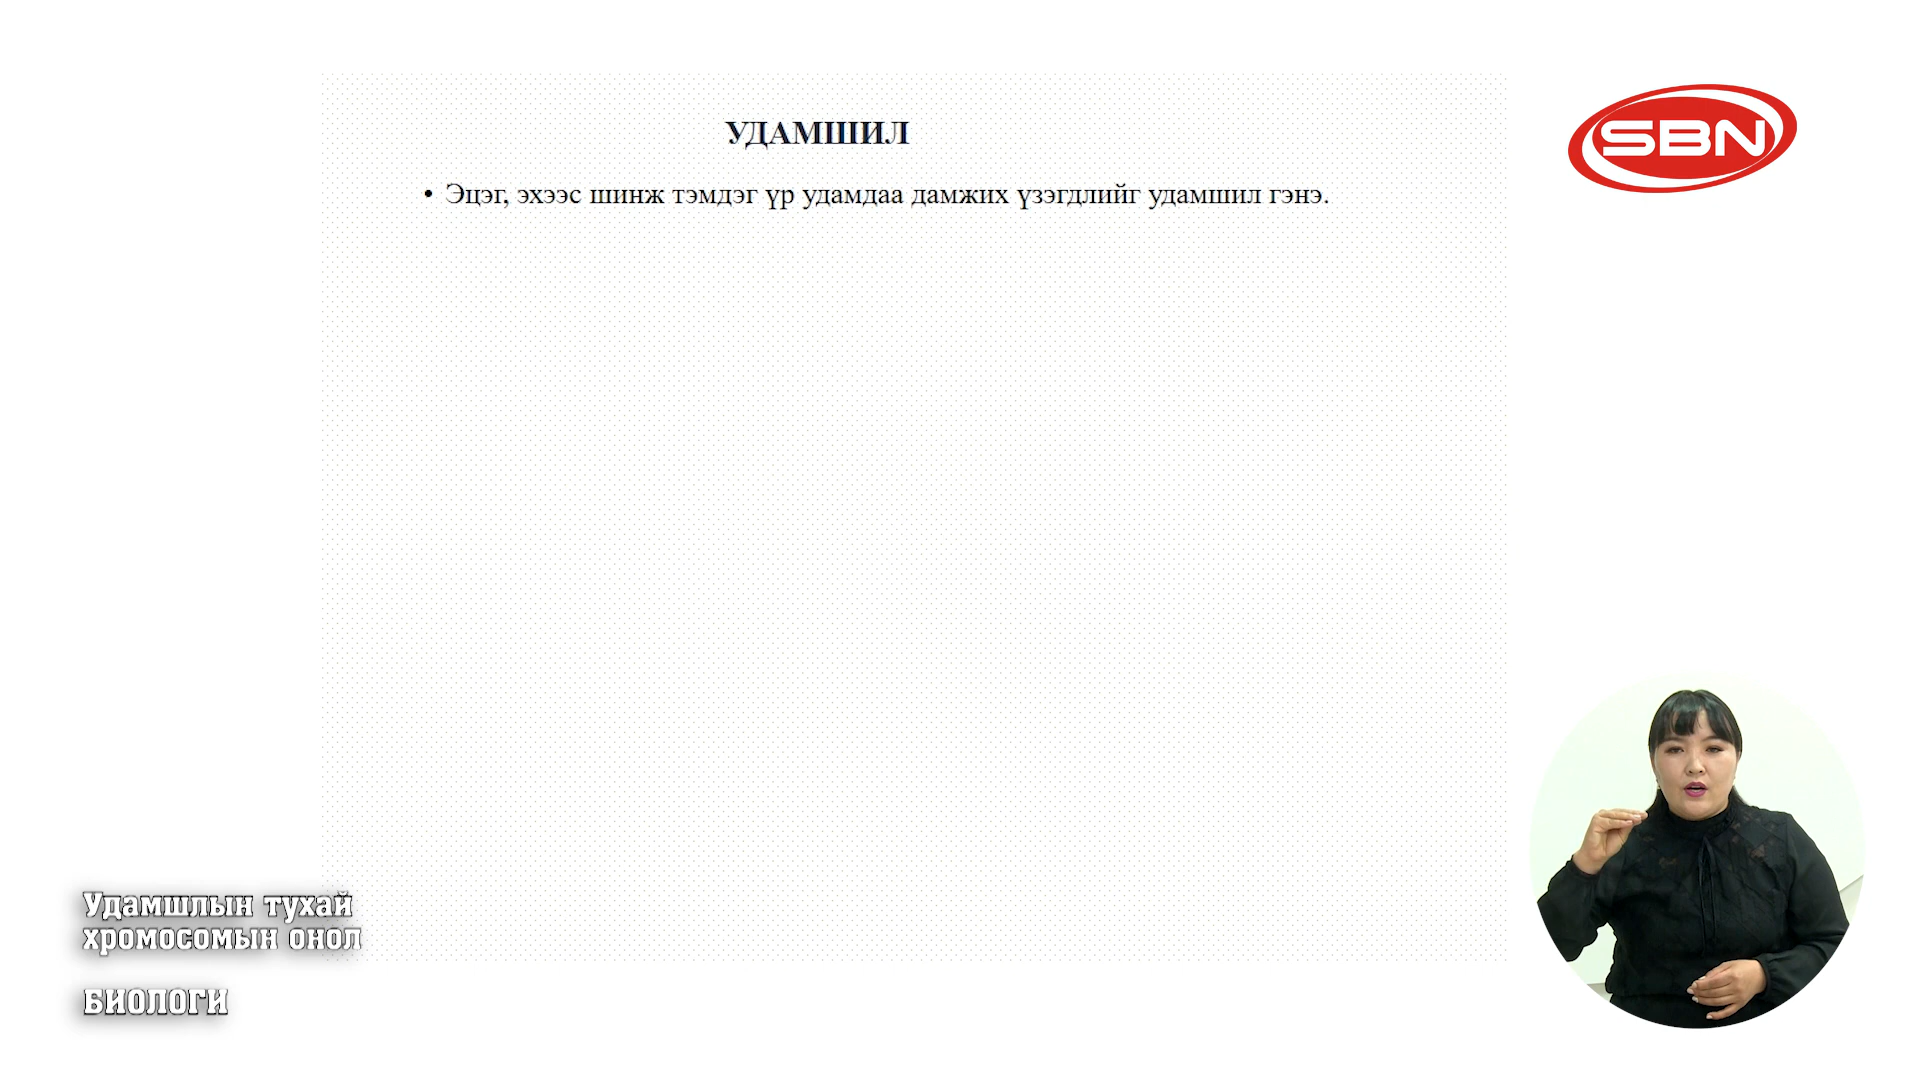 УДАМШИЛ
• Эцэг, эхээс шинж тэмдэг үр удамдаа дамжих үзэгдлийг удамшил гэнэ.
SBN
Удамшлын тухай
хромосомын онол
БИОЛОГИ